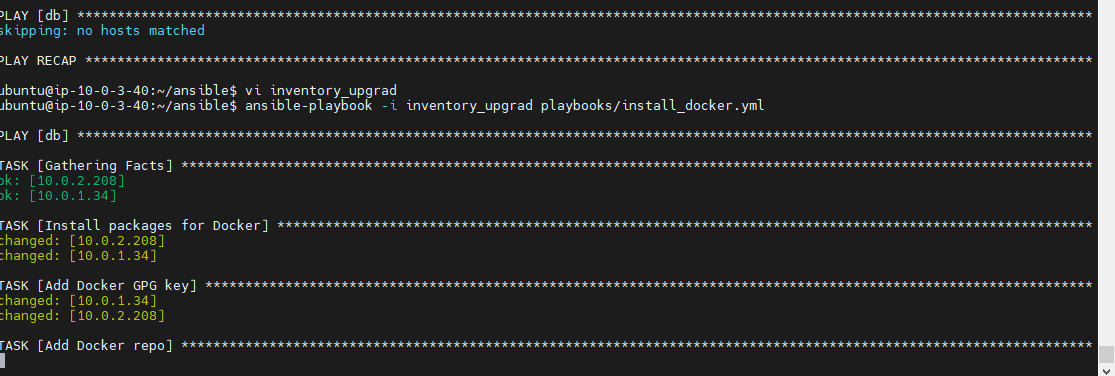 PLAY [db] *******************************************************************************************************************************
skipping: no hosts matched
PLAY RECAP ******************************************************************************************************************************
ubuntu@ip-10-0-3-40:~/ansible$ vi inventory_upgrad
ubuntu@ip-10-0-3-40:~/ansible$ ansible-playbook -i inventory_upgrad playbooks/install_docker.yml
PLAY [db] *******************************************************************************************************************************
TASK [Gathering Facts] ******************************************************************************************************************
ok: [10.0.2.208]
ok: [10.0.1.34]
TASK [Install packages for Docker] ******************************************************************************************************
changed: [10.0.2.208]
changed: [10.0.1.34]
TASK [Add Docker GPG key] ***************************************************************************************************************
changed: [10.0.1.34]
changed: [10.0.2.208]
TASK [Add Docker repo] ******************************************************************************************************************